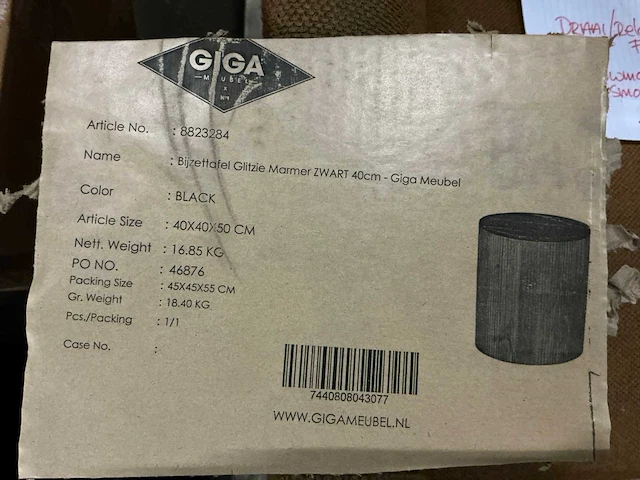 GIGA
MEUBEL
X
Article No. : 8823284
Name : Bijzettafel Glitzie Marmer ZWART 40cm - Giga Meubel
Color : BLACK
Article Size : 40X40X50 CM
Nett. Weight : 16.85 KG
PO NO. : 46876
Packing Size : 45X45X55 CM
Gr. Weight : 18.40 KG
Pcs./Packing : 1/1
Case No. :
7440808043077
WWW.GIGAMEUBEL.NL